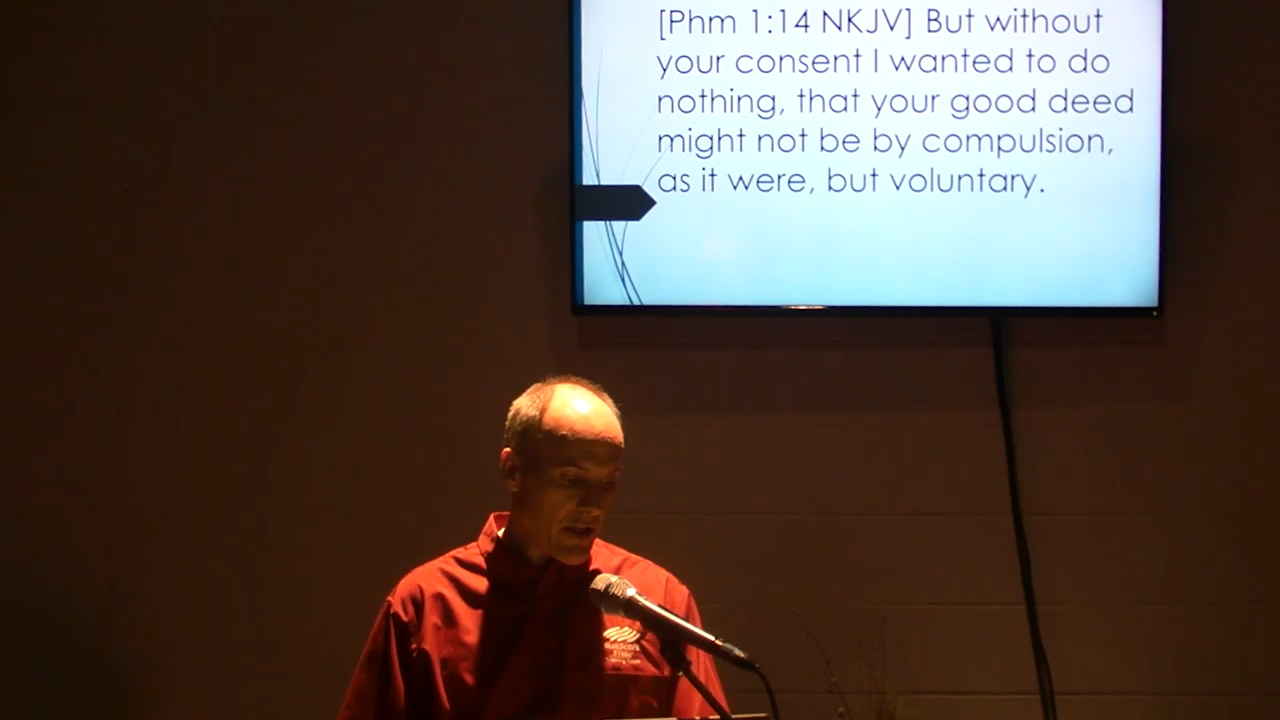 [Phm 1:14 NKJV] But without
your consent I wanted to do
nothing, that your good deed
might not be by compulsion,
as it were, but voluntary.